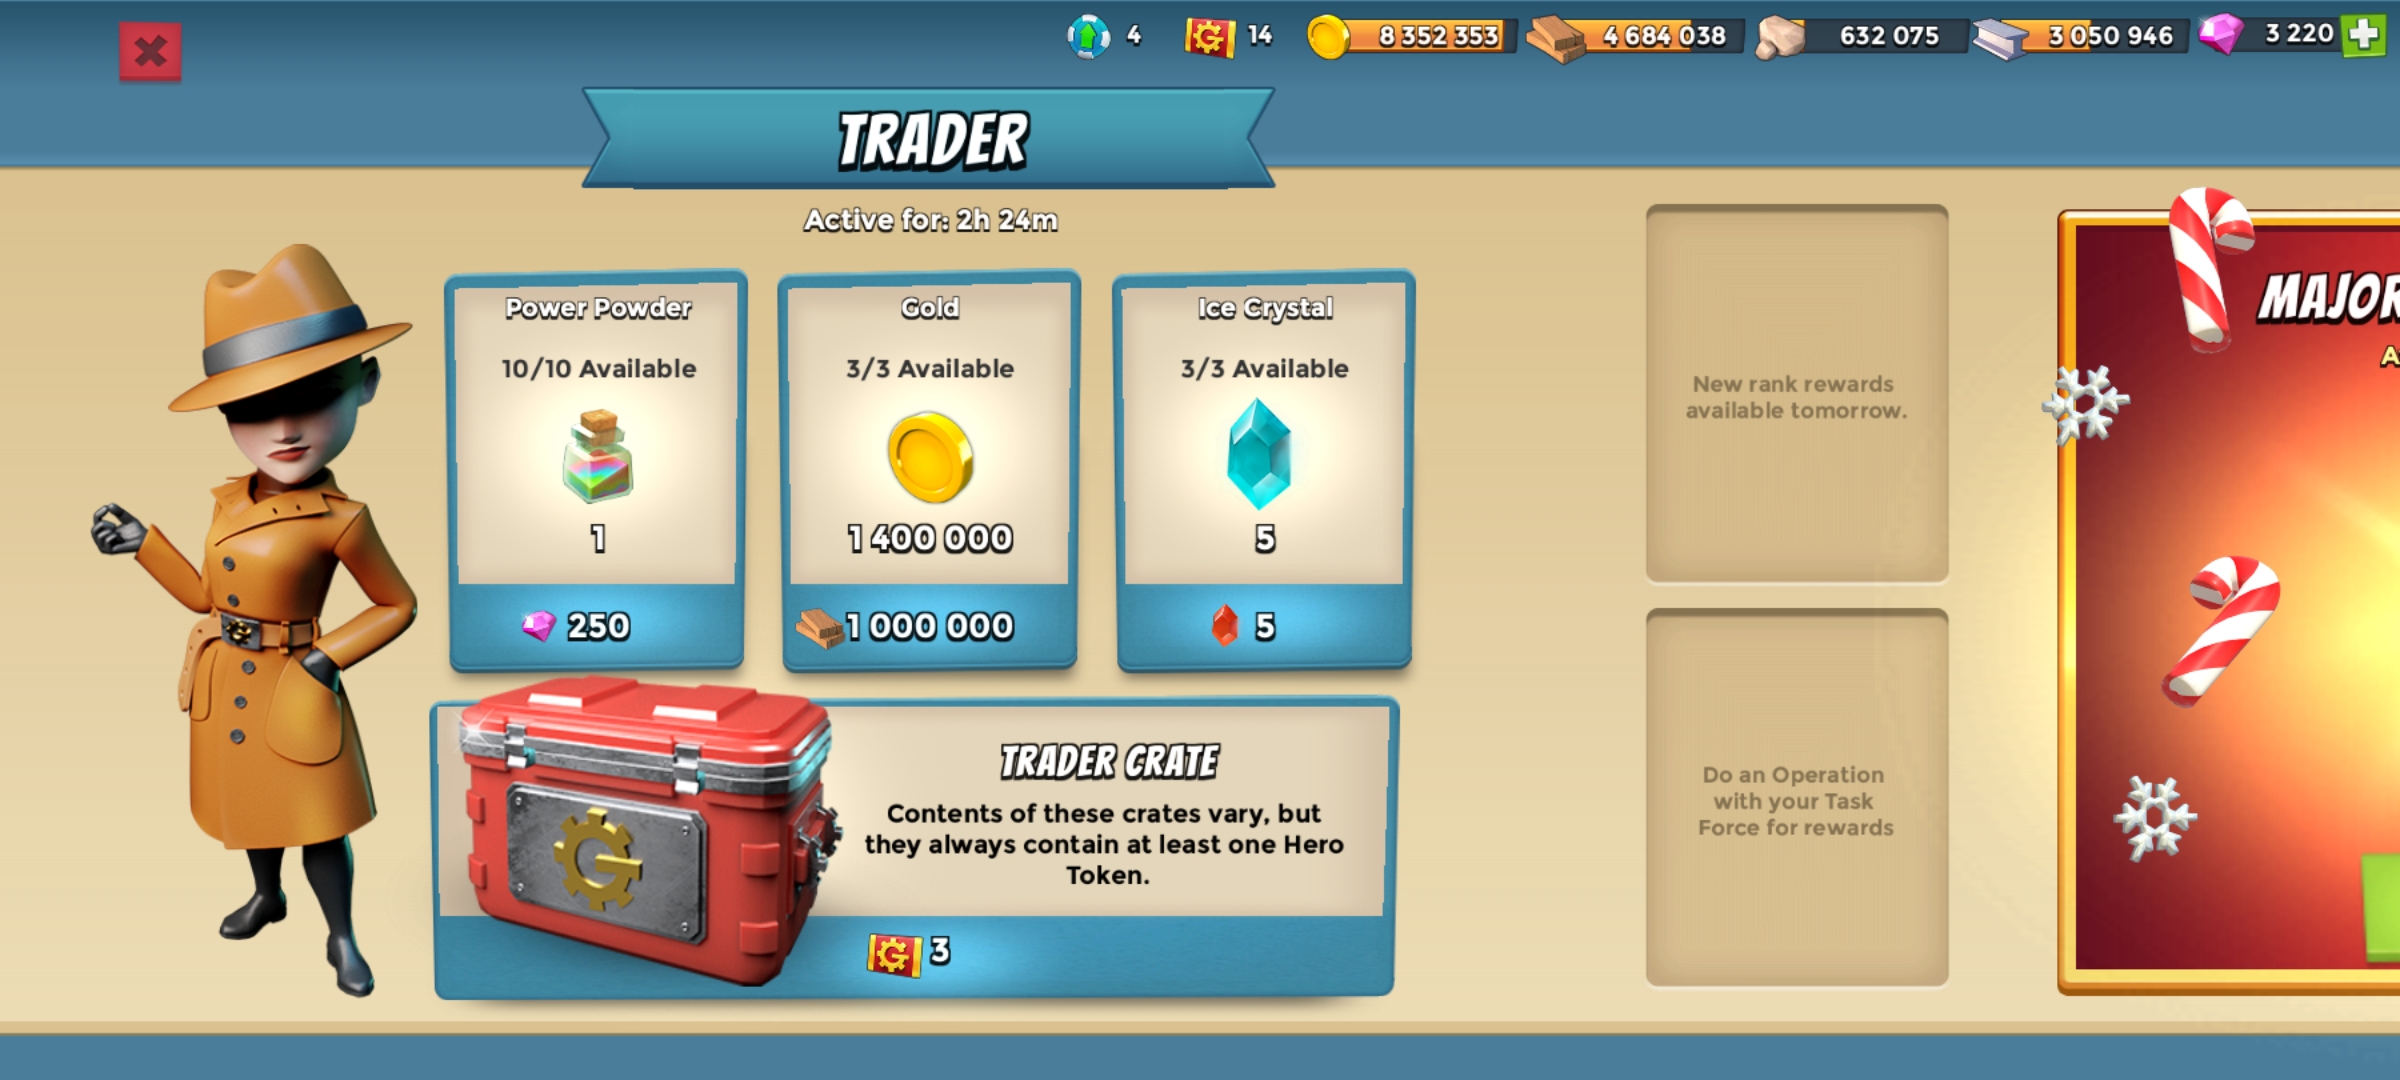 4
14
8 352 353
4 684 038
632 075
3 050 946
3 220
TRADER
Active for: 2h 24m
Power Powder
10/10 Available
1
250
Gold
3/3 Available
1 400 000
1 000 000
Ice Crystal
3/3 Available
5
5
TRADER CRATE
Contents of these crates vary, but
they always contain at least one Hero
Token.
G
G
3
New rank rewards
available tomorrow.
Do an Operation
with your Task
Force for rewards
MAJOR